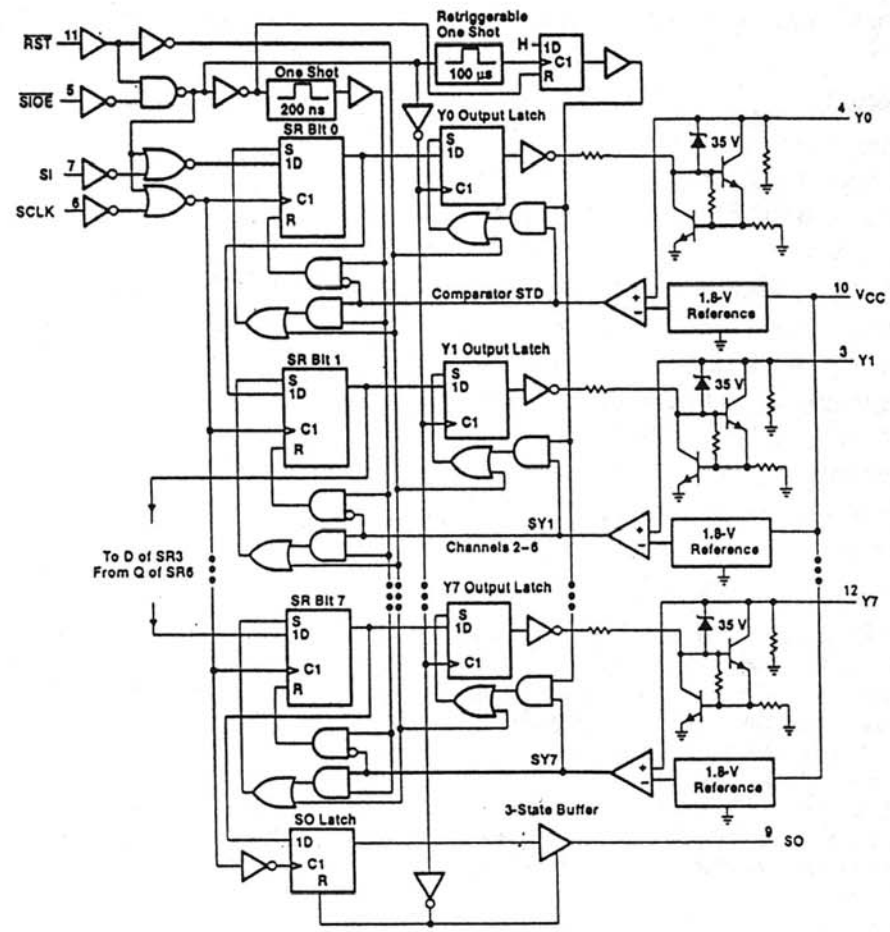 Retriggerable
One Shot
RST 11
H
1D
C1
R
100 µs
One Shot
SIOE 5
200 ns
Y0 Output Latch
SR Bit 0
4 Y0
S
1D
S
1D
35 V
SI 7
SCLK 6
C1
C1
R
10 VCC
Comparator STD
+
−
1.8-V
Reference
Y1 Output Latch
SR Bit 1
3 Y1
S
1D
S
1D
35 V
C1
C1
R
SY1
+
−
1.8-V
Reference
To D of SR3
From Q of SR6
Channels 2–6
Y7 Output Latch
SR Bit 7
12 Y7
S
1D
S
1D
35 V
C1
C1
R
SY7
+
−
1.8-V
Reference
SO Latch
3-State Buffer
1D
9 SO
C1
R